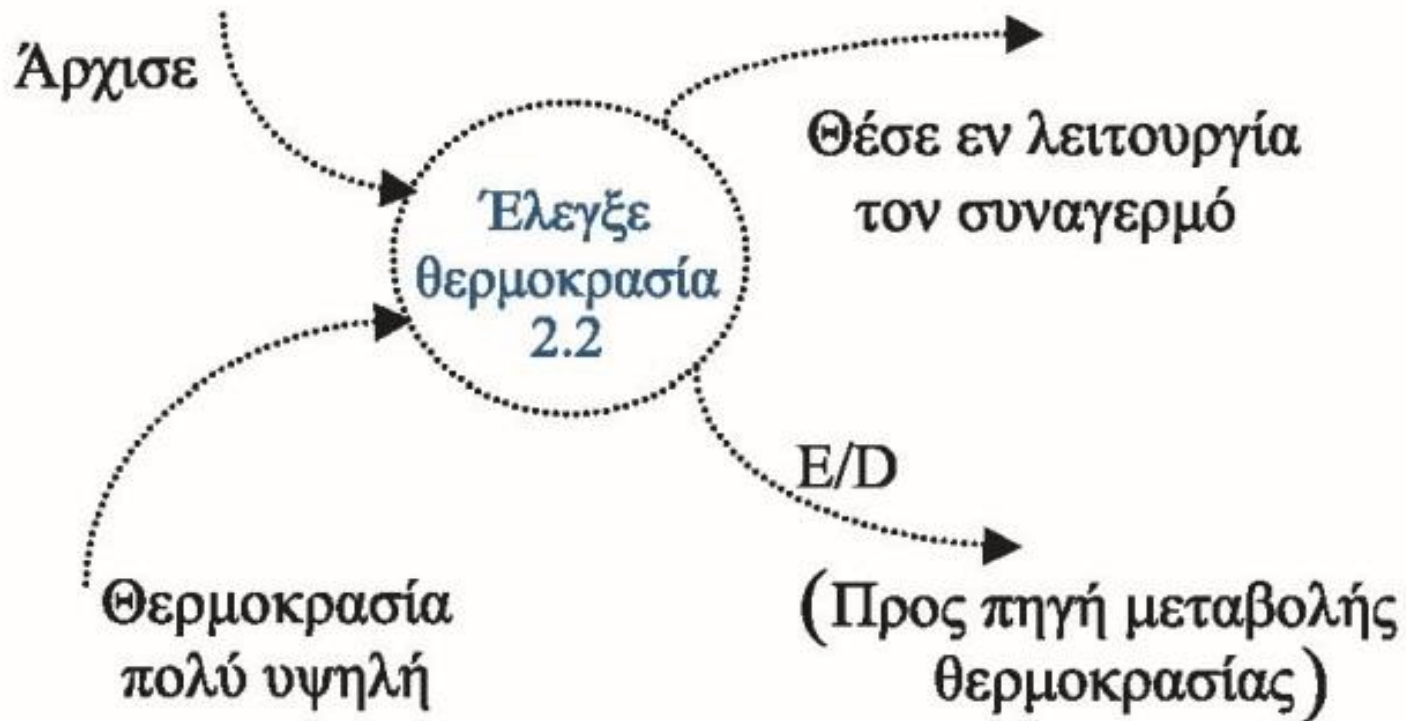 Άρχισε
Θέσε εν λειτουργία
τον συναγερμό
Έλεγξε
θερμοκρασία
2.2
E/D
Θερμοκρασία
πολύ υψηλή
(Προς πηγή μεταβολής
θερμοκρασίας)